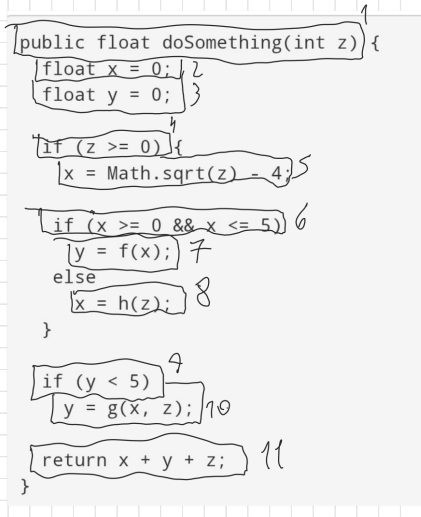 1
public float doSomething(int z) {
float x = 0; 2
float y = 0; 3
4
if (z >= 0) {
x = Math.sqrt(z) - 4; 5
if (x >= 0 && x <= 5) 6
y = f(x); 7
else
x = h(z); 8
}
9
if (y < 5)
y = g(x, z); 10
return x + y + z; 11
}